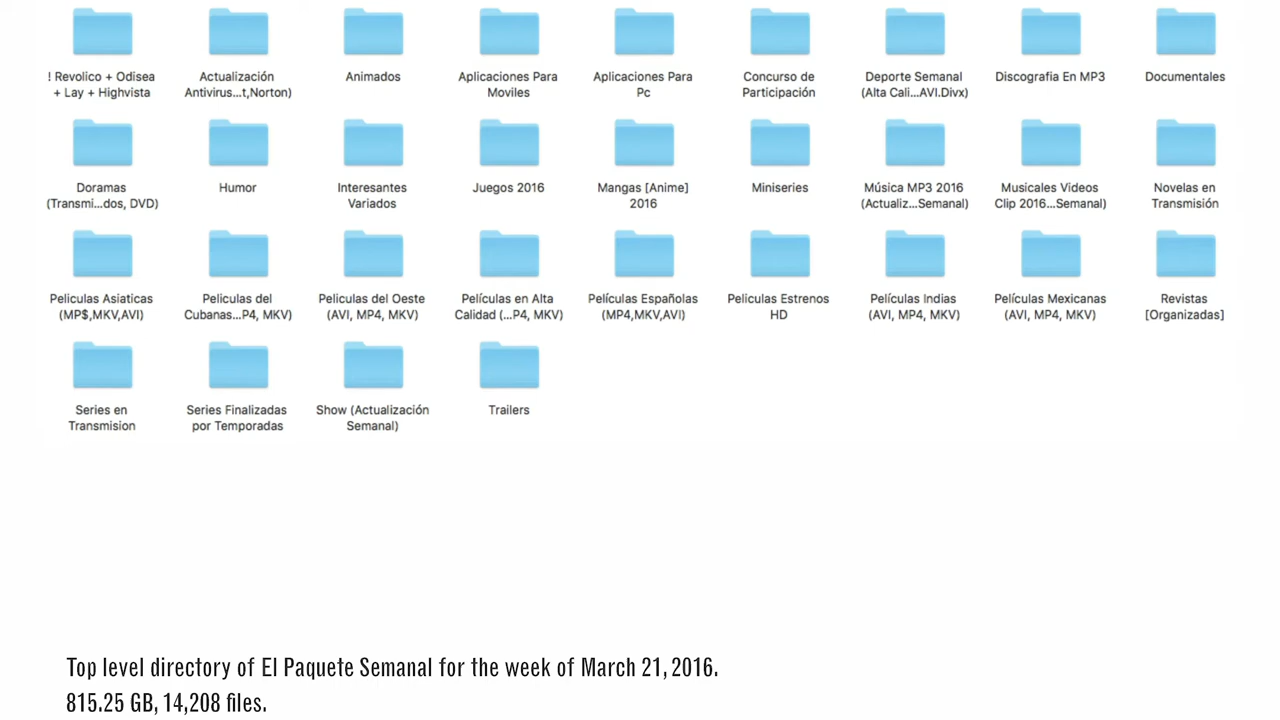 ! Revolico + Odisea
+ Lay + Highvista
Actualización
Antivirus...t,Norton)
Animados
Aplicaciones Para
Moviles
Aplicaciones Para
Pc
Concurso de
Participación
Deporte Semanal
(Alta Cali...AVI.Divx)
Discografia En MP3
Documentales
Doramas
(Transmi...dos, DVD)
Humor
Interesantes
Variados
Juegos 2016
Mangas [Anime]
2016
Miniseries
Música MP3 2016
(Actualiz...Semanal)
Musicales Videos
Clip 2016...Semanal)
Novelas en
Transmisión
Peliculas Asiaticas
(MP$,MKV,AVI)
Peliculas del
Cubanas...P4, MKV)
Peliculas del Oeste
(AVI, MP4, MKV)
Películas en Alta
Calidad (...P4, MKV)
Películas Españolas
(MP4,MKV,AVI)
Peliculas Estrenos
HD
Películas Indias
(AVI, MP4, MKV)
Películas Mexicanas
(AVI, MP4, MKV)
Revistas
[Organizadas]
Series en
Transmision
Series Finalizadas
por Temporadas
Show (Actualización
Semanal)
Trailers
Top level directory of El Paquete Semanal for the week of March 21, 2016.
815.25 GB, 14,208 files.